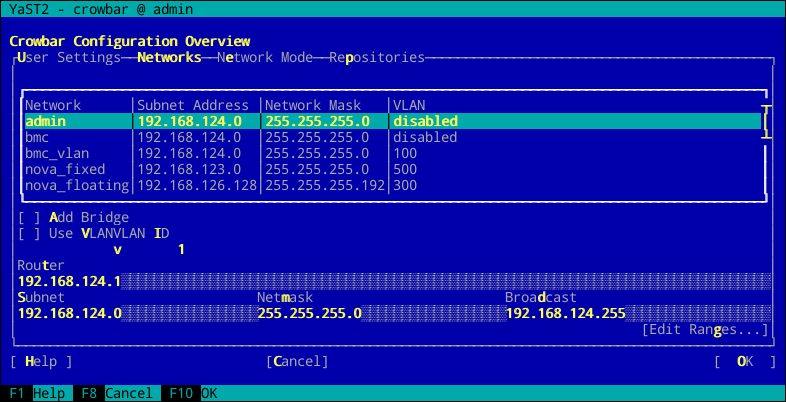 YaST2 - crowbar @ admin
Crowbar Configuration Overview
User Settings Networks Network Mode Repositories
Network Subnet Address Network Mask VLAN
admin 192.168.124.0 255.255.255.0 disabled
bmc 192.168.124.0 255.255.255.0 disabled
bmc_vlan 192.168.124.0 255.255.255.0 100
nova_fixed 192.168.123.0 255.255.255.0 500
nova_floating 192.168.126.128 255.255.255.192 300
[ ] Add Bridge
[ ] Use VLANVLAN ID
v 1
Router
192.168.124.1
Subnet Netmask Broadcast
192.168.124.0 255.255.255.0 192.168.124.255
[Edit Ranges...]
[ Help ] [Cancel] [ OK ]
F1 Help F8 Cancel F10 OK